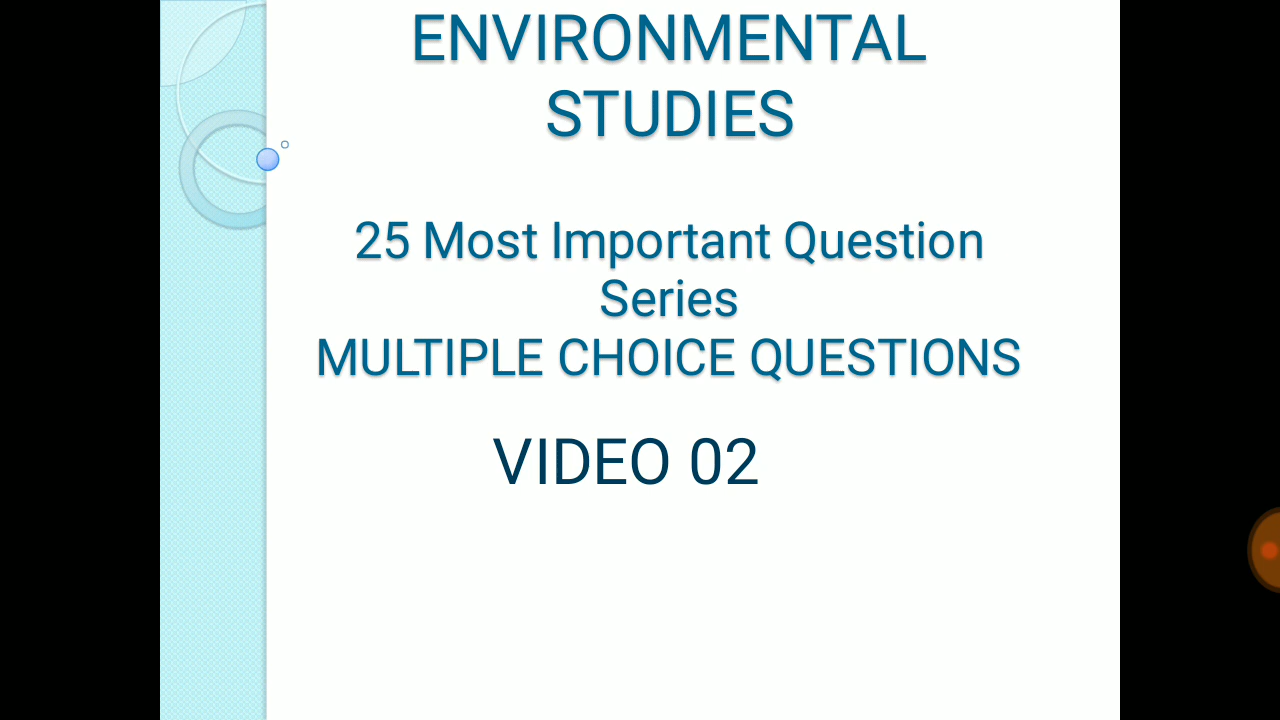 ENVIRONMENTAL
STUDIES
25 Most Important Question
Series
MULTIPLE CHOICE QUESTIONS
VIDEO 02